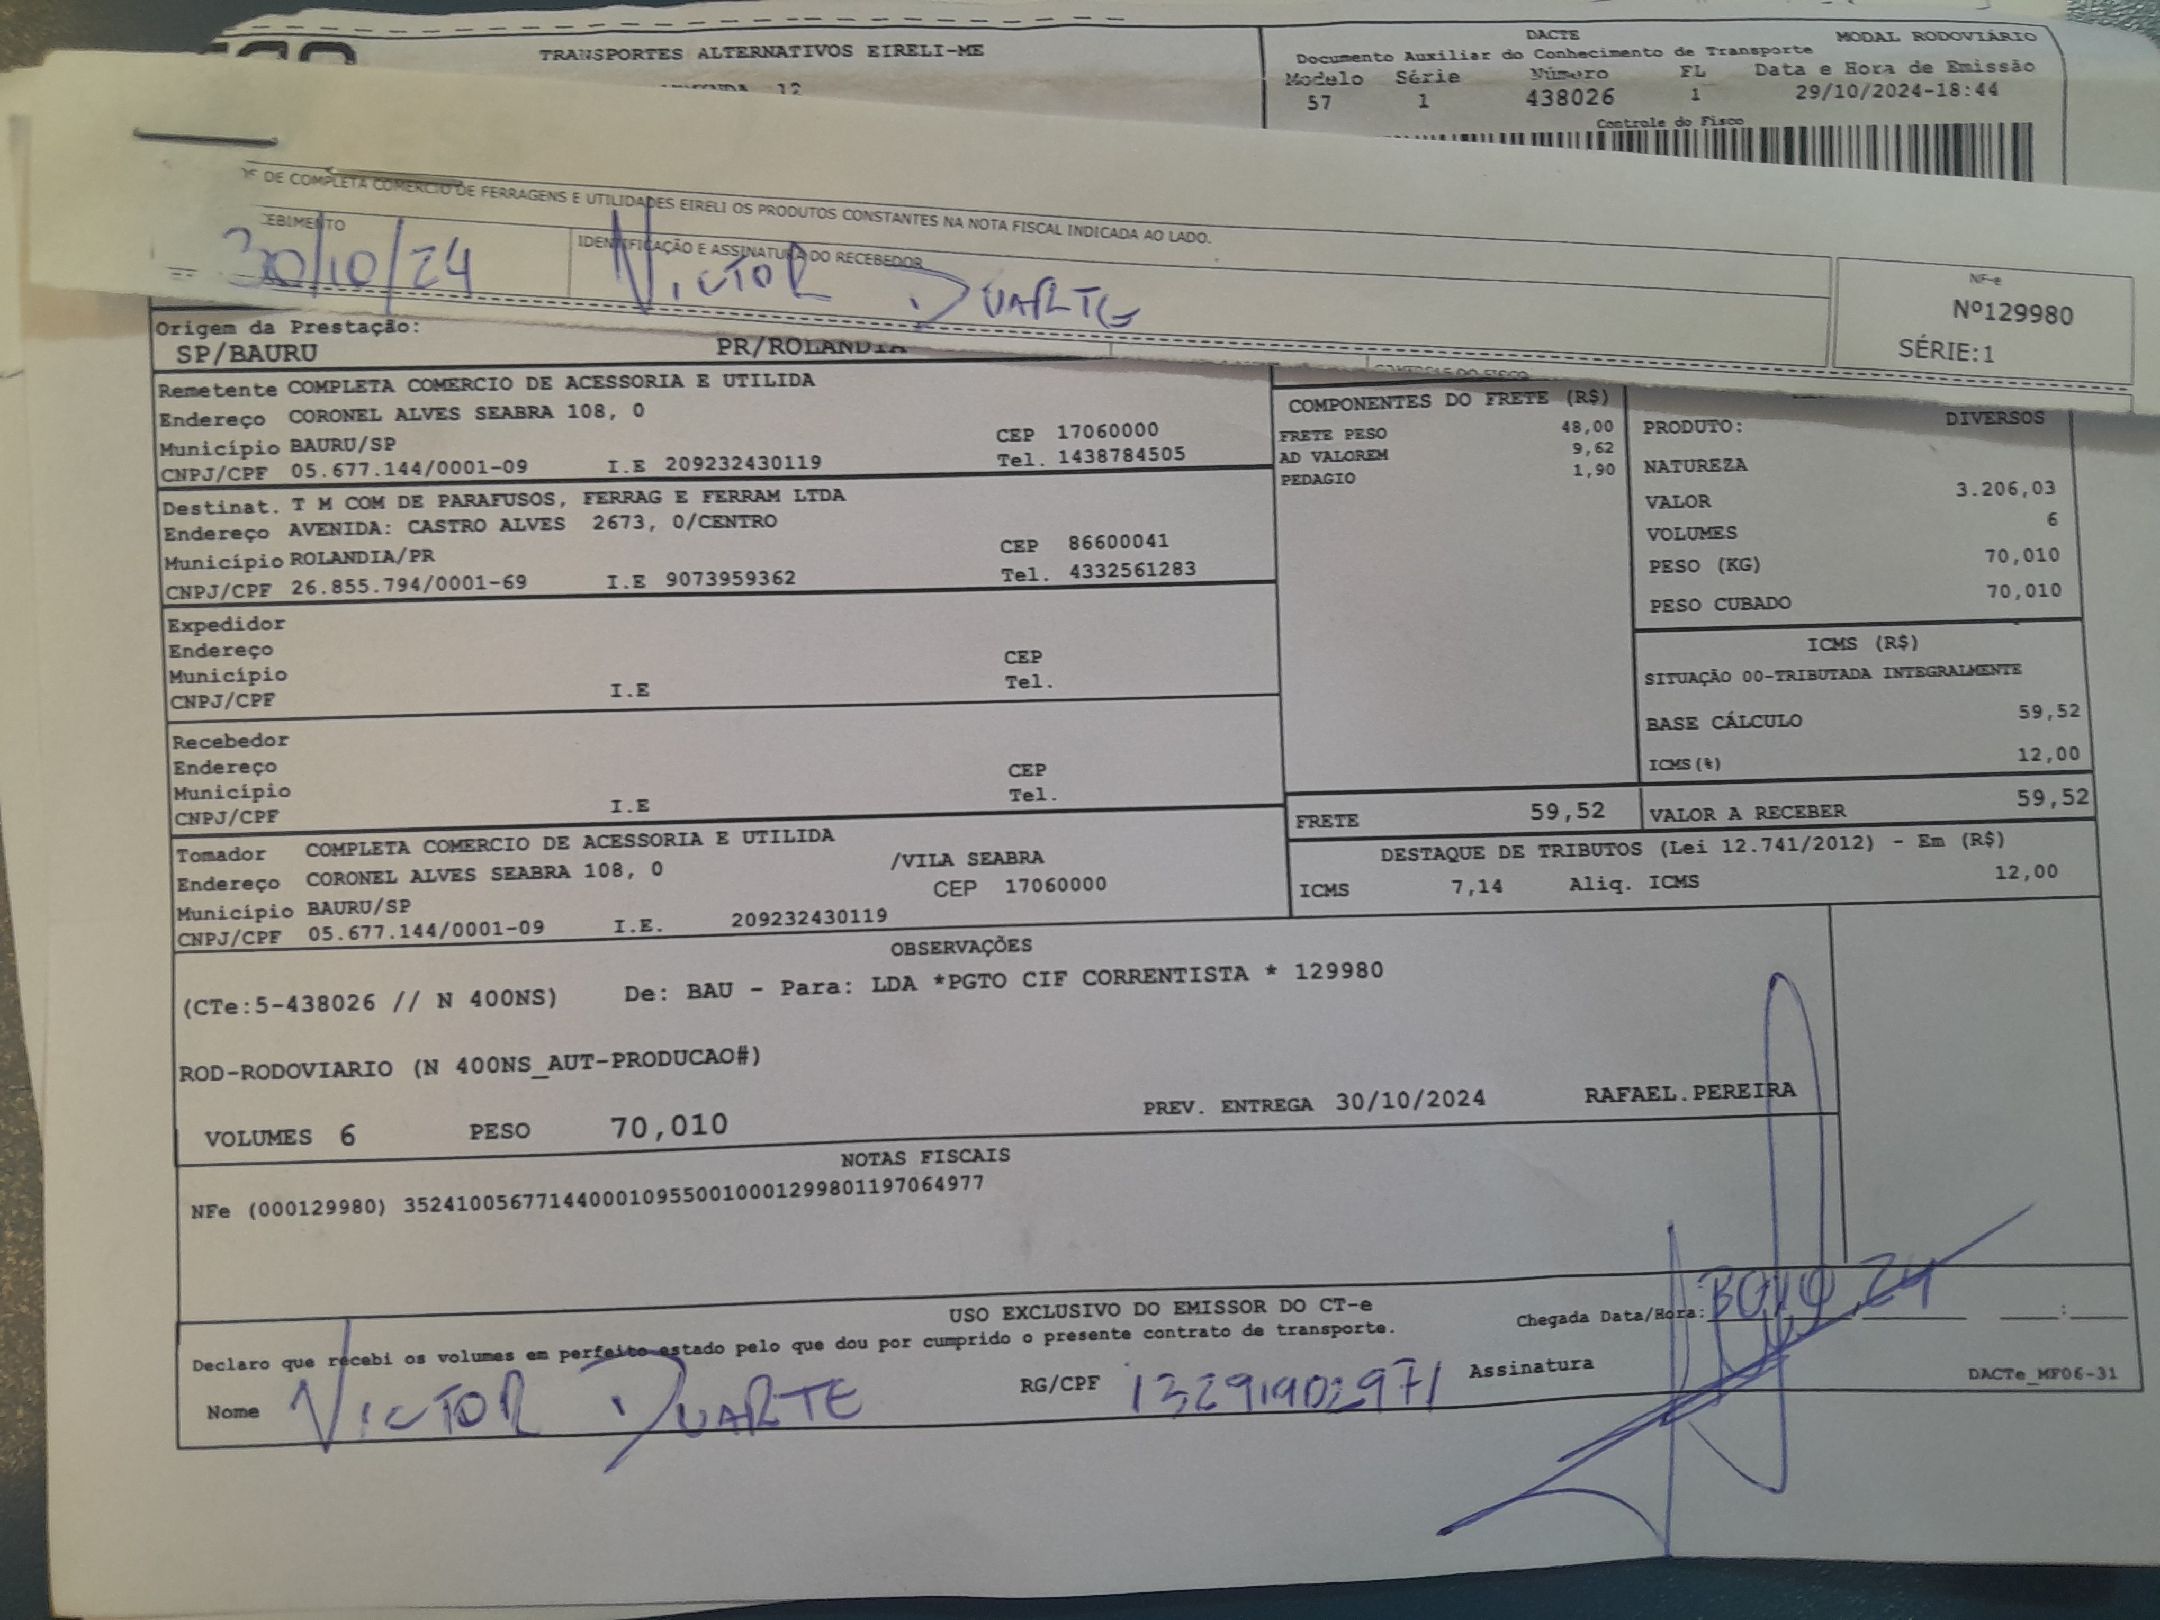 TRANSPORTES ALTERNATIVOS EIRELI-ME
12
DACTE
MODAL RODOVIÁRIO
Documento Auxiliar do Conhecimento de Transporte
Modelo Série Número FL Data e Hora de Emissão
57 1 438026 1 29/10/2024-18:44
Controle do Fisco
DE COMPLETA COMERCIO DE FERRAGENS E UTILIDADES EIRELI OS PRODUTOS CONSTANTES NA NOTA FISCAL INDICADA AO LADO.
CEBIMENTO
30/10/24
IDENTIFICAÇÃO E ASSINATURA DO RECEBEDOR
VICTOR DUARTE
NF-e
Nº129980
SÉRIE:1
Origem da Prestação:
SP/BAURU PR/ROLANDIA
CONTROLE DO FISCO
Remetente COMPLETA COMERCIO DE ACESSORIA E UTILIDA
Endereço CORONEL ALVES SEABRA 108, 0
Município BAURU/SP CEP 17060000
CNPJ/CPF 05.677.144/0001-09 I.E 209232430119 Tel. 1438784505
Destinat. T M COM DE PARAFUSOS, FERRAG E FERRAM LTDA
Endereço AVENIDA: CASTRO ALVES 2673, 0/CENTRO
Município ROLANDIA/PR CEP 86600041
CNPJ/CPF 26.855.794/0001-69 I.E 9073959362 Tel. 4332561283
Expedidor
Endereço
Município CEP
CNPJ/CPF I.E Tel.
Recebedor
Endereço
Município CEP
CNPJ/CPF I.E Tel.
Tomador COMPLETA COMERCIO DE ACESSORIA E UTILIDA
Endereço CORONEL ALVES SEABRA 108, 0 /VILA SEABRA
Município BAURU/SP CEP 17060000
CNPJ/CPF 05.677.144/0001-09 I.E. 209232430119
COMPONENTES DO FRETE (R$)
FRETE PESO 48,00
AD VALOREM 9,62
PEDAGIO 1,90
PRODUTO: DIVERSOS
NATUREZA
VALOR 3.206,03
VOLUMES 6
PESO (KG) 70,010
PESO CUBADO 70,010
ICMS (R$)
SITUAÇÃO 00-TRIBUTADA INTEGRALMENTE
BASE CÁLCULO 59,52
ICMS(%) 12,00
FRETE 59,52 VALOR A RECEBER 59,52
DESTAQUE DE TRIBUTOS (Lei 12.741/2012) - Em (R$)
ICMS 7,14 Aliq. ICMS 12,00
OBSERVAÇÕES
(CTe:5-438026 // N 400NS) De: BAU - Para: LDA *PGTO CIF CORRENTISTA * 129980
ROD-RODOVIARIO (N 400NS_AUT-PRODUCAO#)
VOLUMES 6 PESO 70,010 PREV. ENTREGA 30/10/2024 RAFAEL.PEREIRA
NOTAS FISCAIS
NFe (000129980) 35241005677144000109550010001299801197064977
USO EXCLUSIVO DO EMISSOR DO CT-e
Declaro que recebi os volumes em perfeito estado pelo que dou por cumprido o presente contrato de transporte.
Chegada Data/Hora: 30/10/24 :
Nome VICTOR DUARTE RG/CPF 13291902971 Assinatura
DACTe_MF06-31